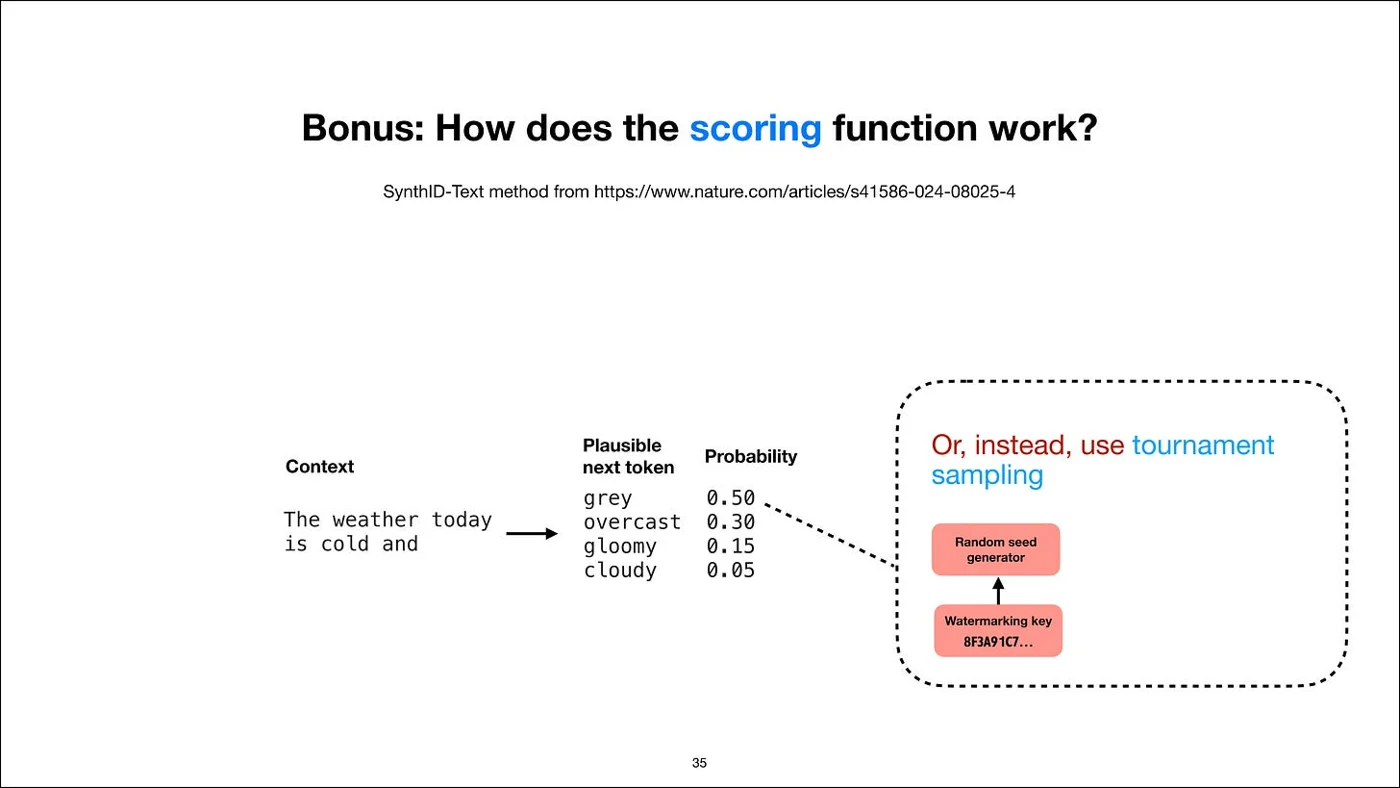 Bonus: How does the scoring function work?
SynthID-Text method from https://www.nature.com/articles/s41586-024-08025-4
Context
The weather today
is cold and
Plausible
next token
grey
overcast
gloomy
cloudy
Probability
0.50
0.30
0.15
0.05
Or, instead, use tournament
sampling
Random seed
generator
Watermarking key
8F3A91C7...
35